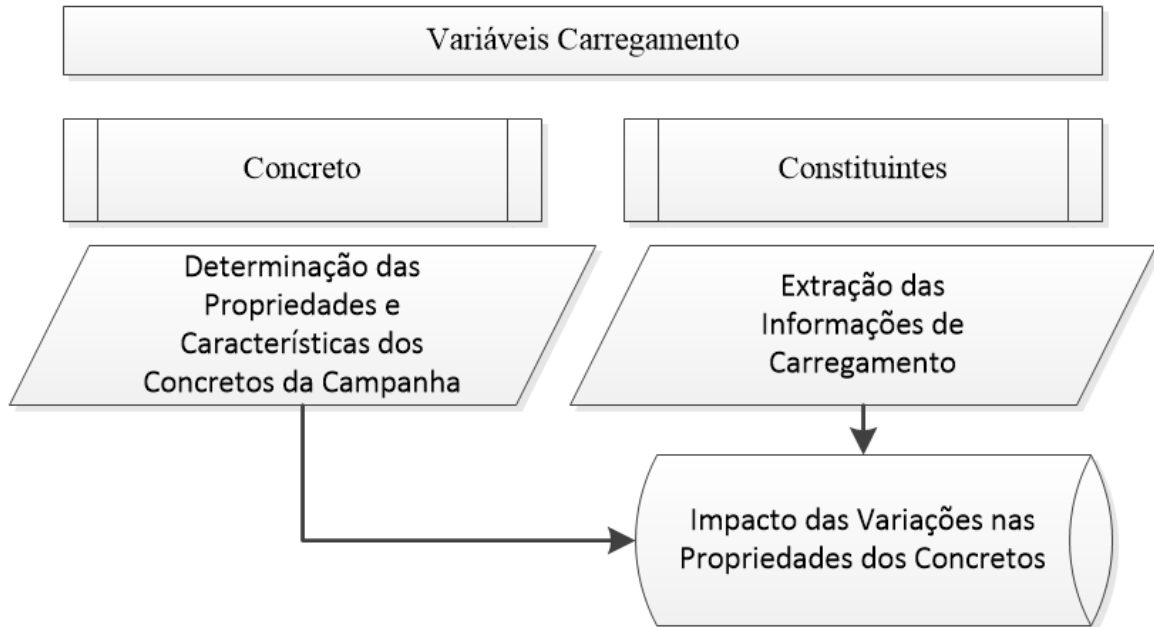 Variáveis Carregamento
Concreto
Constituintes
Determinação das
Propriedades e
Características dos
Concretos da Campanha
Extração das
Informações de
Carregamento
Impacto das Variações nas
Propriedades dos Concretos